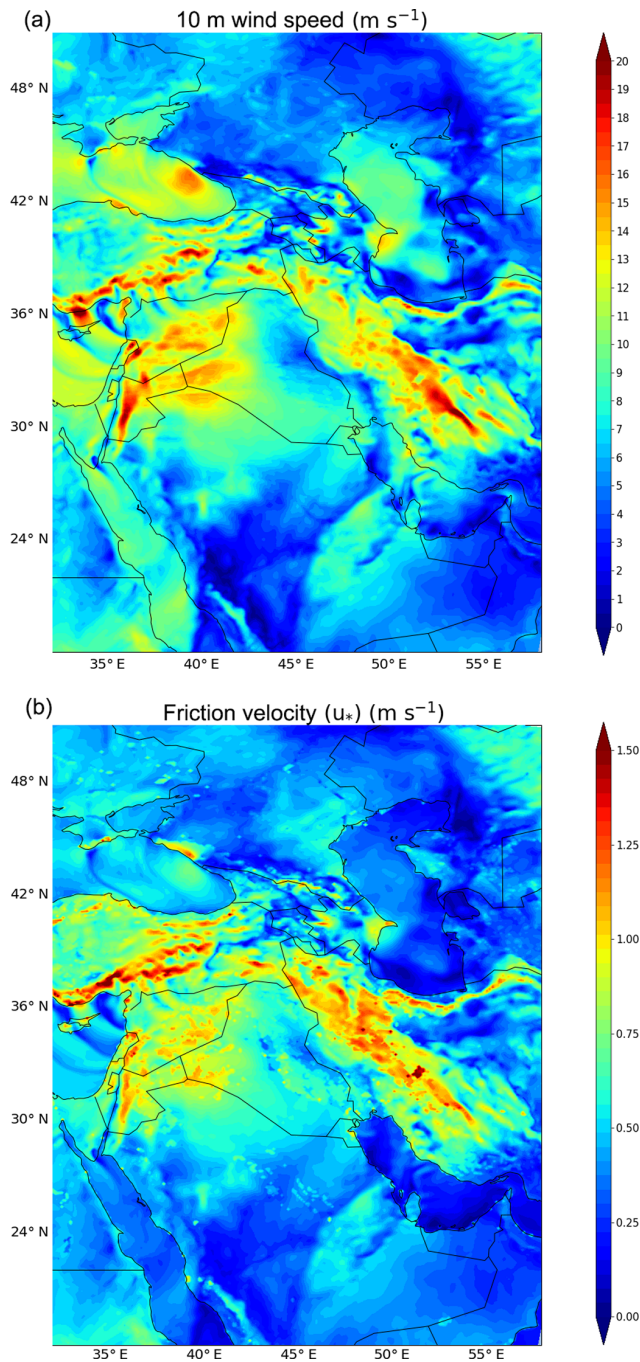 (a) 10 m wind speed (m s⁻¹)
48° N
42° N
36° N
30° N
24° N
35° E 40° E 45° E 50° E 55° E
20
19
18
17
16
15
14
13
12
11
10
9
8
7
6
5
4
3
2
1
0
(b) Friction velocity (u*) (m s⁻¹)
48° N
42° N
36° N
30° N
24° N
35° E 40° E 45° E 50° E 55° E
1.50
1.25
1.00
0.75
0.50
0.25
0.00